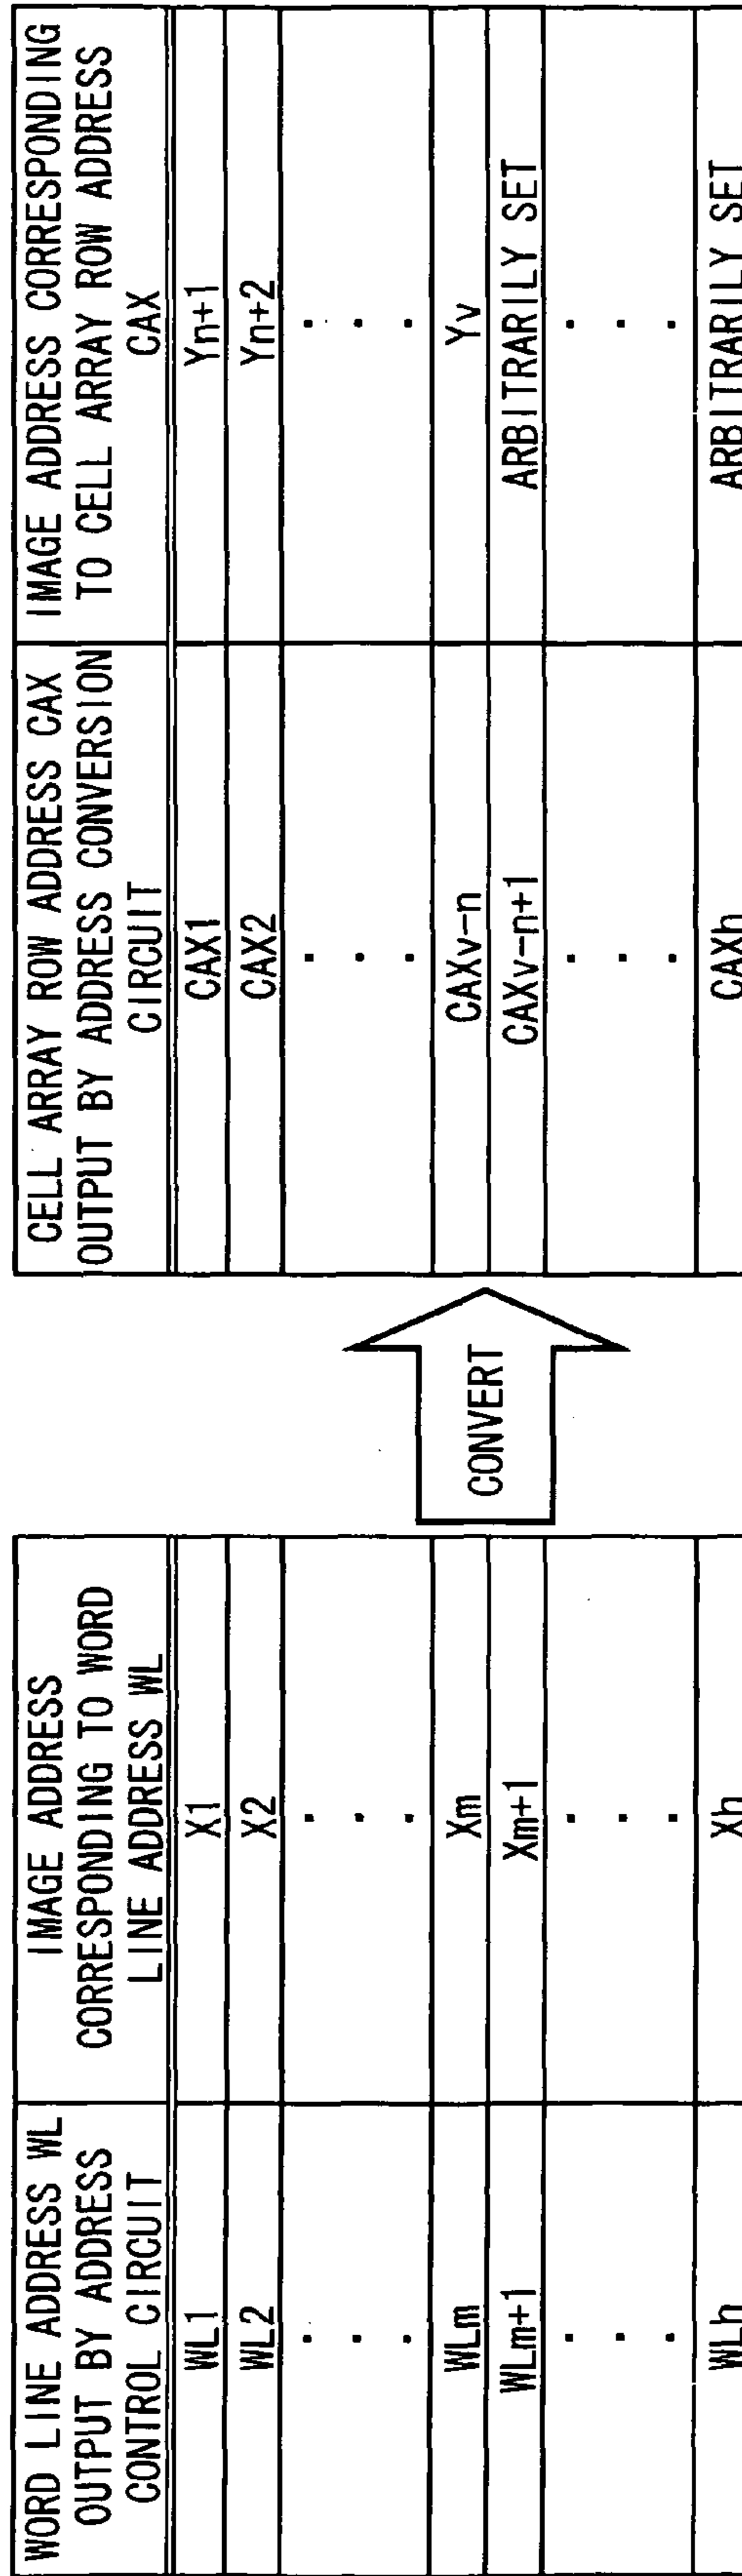 WORD LINE ADDRESS WL
OUTPUT BY ADDRESS
CONTROL CIRCUIT
IMAGE ADDRESS
CORRESPONDING TO WORD
LINE ADDRESS WL
WL1
X1
WL2
X2
WLm
Xm
WLm+1
Xm+1
WLh
Xh
CONVERT
CELL ARRAY ROW ADDRESS CAX
OUTPUT BY ADDRESS CONVERSION
CIRCUIT
IMAGE ADDRESS CORRESPONDING
TO CELL ARRAY ROW ADDRESS
CAX
CAX1
Yn+1
CAX2
Yn+2
CAXv-n
Yv
CAXv-n+1
ARBITRARILY SET
CAXh
ARBITRARILY SET